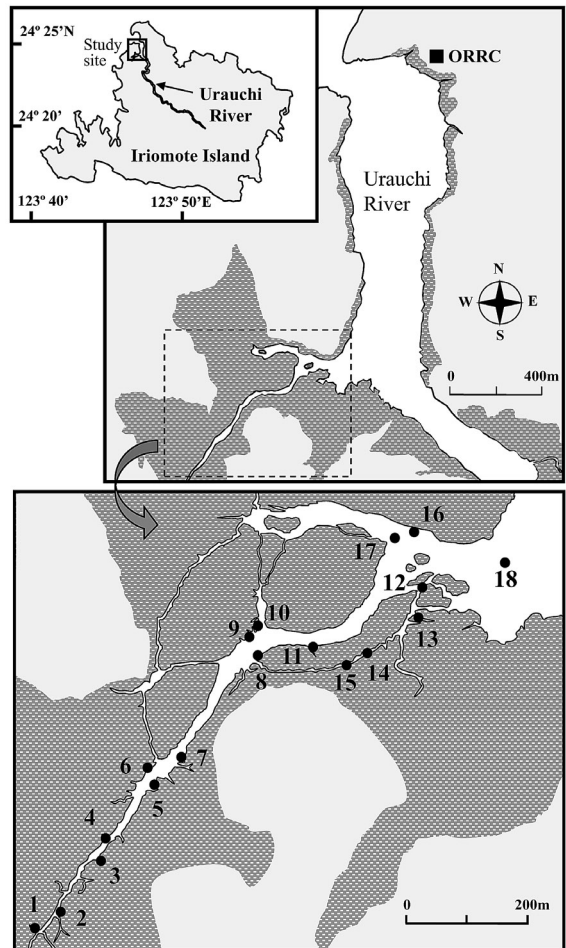 24º 25'N
Study
site
24º 20'
Urauchi
River
Iriomote Island
123º 40'
123º 50'E
ORRC
Urauchi
River
N
W
E
S
0
400m
16
17
18
12
10
9
13
11
14
8
15
7
6
5
4
3
1
2
0
200m